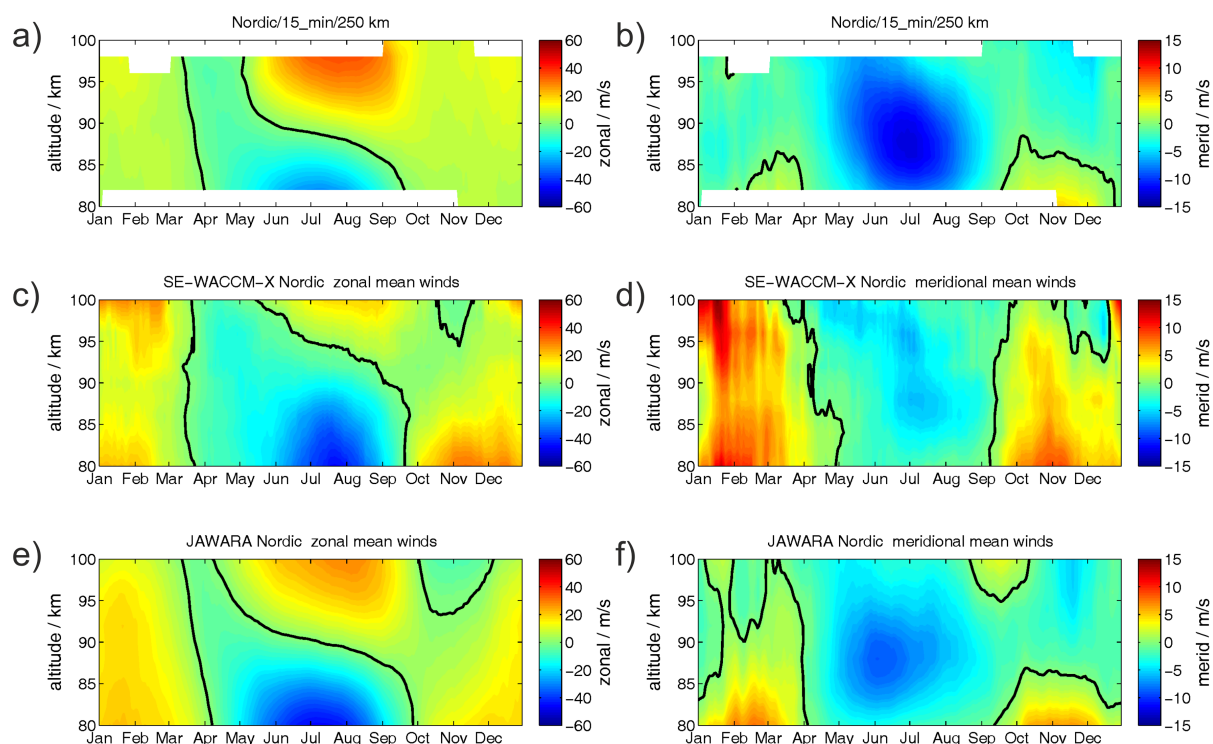 a)
Nordic/15_min/250 km
100
95
90
85
80
altitude / km
Jan Feb Mar Apr May Jun Jul Aug Sep Oct Nov Dec
60
40
20
0
−20
−40
−60
zonal / m/s
b)
Nordic/15_min/250 km
100
95
90
85
80
altitude / km
Jan Feb Mar Apr May Jun Jul Aug Sep Oct Nov Dec
15
10
5
0
−5
−10
−15
merid / m/s
c)
SE−WACCM−X Nordic zonal mean winds
100
95
90
85
80
altitude / km
Jan Feb Mar Apr May Jun Jul Aug Sep Oct Nov Dec
60
40
20
0
−20
−40
−60
zonal / m/s
d)
SE−WACCM−X Nordic meridional mean winds
100
95
90
85
80
altitude / km
Jan Feb Mar Apr May Jun Jul Aug Sep Oct Nov Dec
15
10
5
0
−5
−10
−15
merid / m/s
e)
JAWARA Nordic zonal mean winds
100
95
90
85
80
altitude / km
Jan Feb Mar Apr May Jun Jul Aug Sep Oct Nov Dec
60
40
20
0
−20
−40
−60
zonal / m/s
f)
JAWARA Nordic meridional mean winds
100
95
90
85
80
altitude / km
Jan Feb Mar Apr May Jun Jul Aug Sep Oct Nov Dec
15
10
5
0
−5
−10
−15
merid / m/s